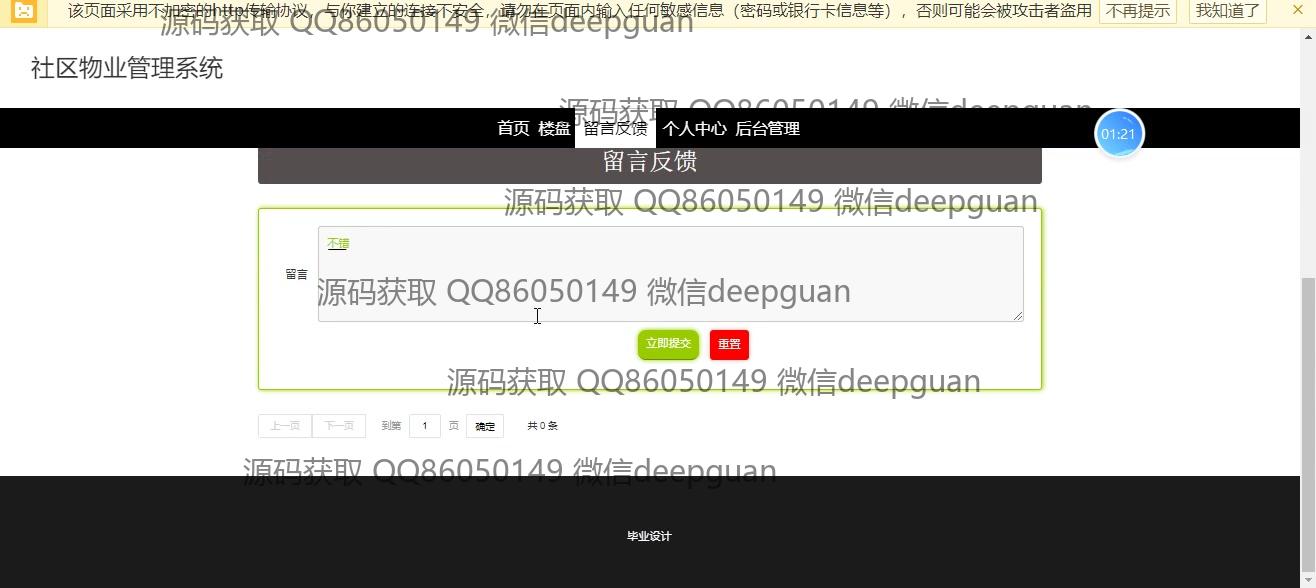 该页面采用不加密的http传输协议，与你建立的连接不安全，请勿在页面内输入任何敏感信息（密码或银行卡信息等），否则可能会被攻击者盗用 不再提示 我知道了
源码获取 QQ86050149 微信deepguan
社区物业管理系统
源码获取 QQ86050149 微信deepguan
首页 楼盘 留言反馈 个人中心 后台管理
01:21
留言反馈
源码获取 QQ86050149 微信deepguan
不错
留言
源码获取 QQ86050149 微信deepguan
立即提交 重置
源码获取 QQ86050149 微信deepguan
上一页 下一页 到第 1 页 确定 共 0 条
源码获取 QQ86050149 微信deepguan
毕业设计